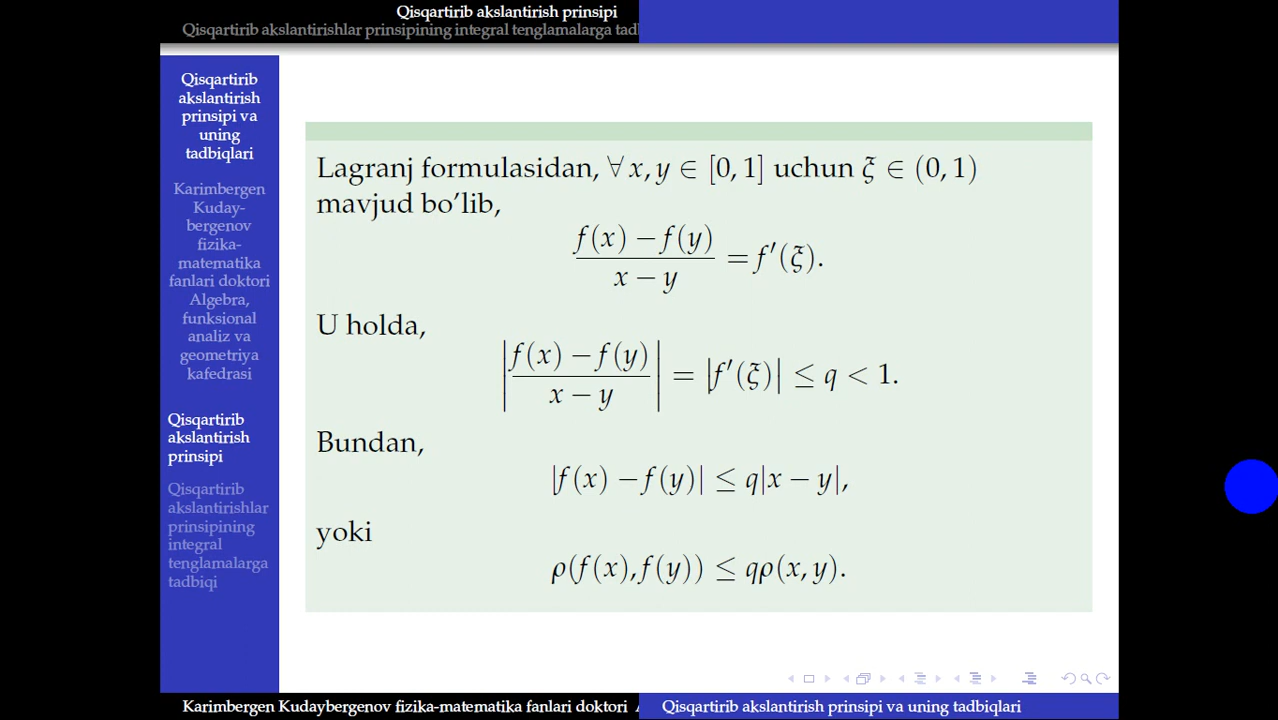 Qisqartirib akslantirish prinsipi
Qisqartirib akslantirishlar prinsipining integral tenglamalarga tad
Qisqartirib
akslantirish
prinsipi va
uning
tadbiqlari
Karimbergen
Kuday-
bergenov
fizika-
matematika
fanlari doktori
Algebra,
funksional
analiz va
geometriya
kafedrasi
Qisqartirib
akslantirish
prinsipi
Qisqartirib
akslantirishlar
prinsipining
integral
tenglamalarga
tadbiqi
Lagranj formulasidan, ∀ x, y ∈ [0, 1] uchun ξ ∈ (0, 1)
mavjud bo'lib,
\frac{f(x) − f(y)}{x − y} = f′(ξ).
U holda,
|\frac{f(x) − f(y)}{x − y}| = |f′(ξ)| ≤ q < 1.
Bundan,
|f(x) − f(y)| ≤ q|x − y|,
yoki
ρ(f(x), f(y)) ≤ qρ(x, y).
Karimbergen Kudaybergenov fizika-matematika fanlari doktori
Qisqartirib akslantirish prinsipi va uning tadbiqlari